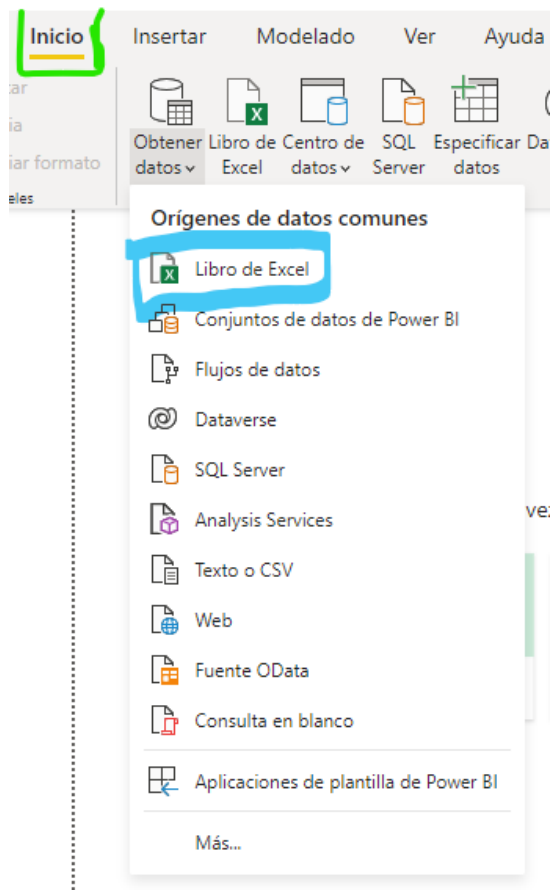 Inicio Insertar Modelado Ver Ayuda
Obtener Libro de Centro de SQL Especificar
datos Excel datos Server datos
iar formato
Orígenes de datos comunes
Libro de Excel
Conjuntos de datos de Power BI
Flujos de datos
Dataverse
SQL Server
Analysis Services
Texto o CSV
Web
Fuente OData
Consulta en blanco
Aplicaciones de plantilla de Power BI
Más...